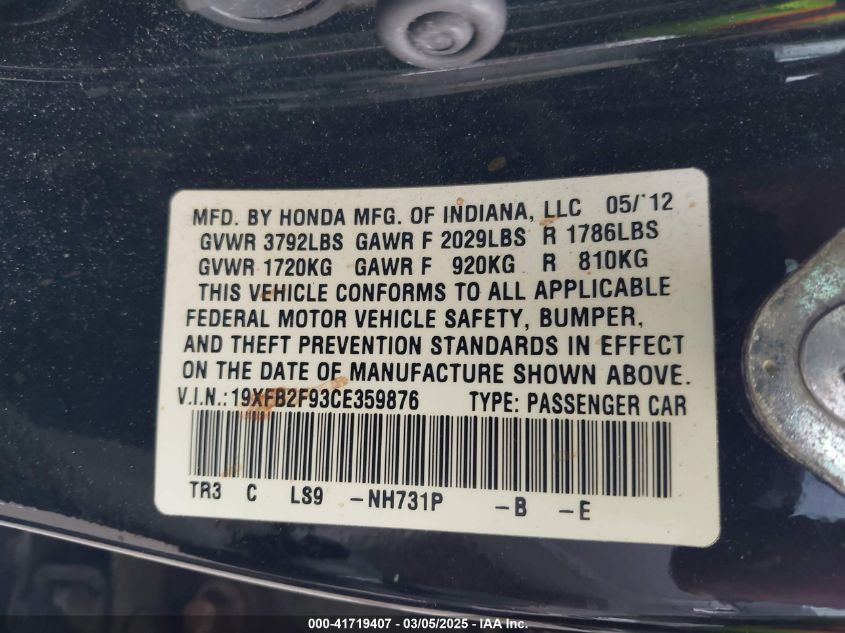 MFD. BY HONDA MFG. OF INDIANA, LLC 05/'12
GVWR 3792LBS GAWR F 2029LBS R 1786LBS
GVWR 1720KG GAWR F 920KG R 810KG
THIS VEHICLE CONFORMS TO ALL APPLICABLE
FEDERAL MOTOR VEHICLE SAFETY, BUMPER,
AND THEFT PREVENTION STANDARDS IN EFFECT
ON THE DATE OF MANUFACTURE SHOWN ABOVE.
V.I.N.:19XFB2F93CE359876 TYPE: PASSENGER CAR
TR3 C LS9 -NH731P -B -E
000-41719407 - 03/05/2025 - IAA Inc.